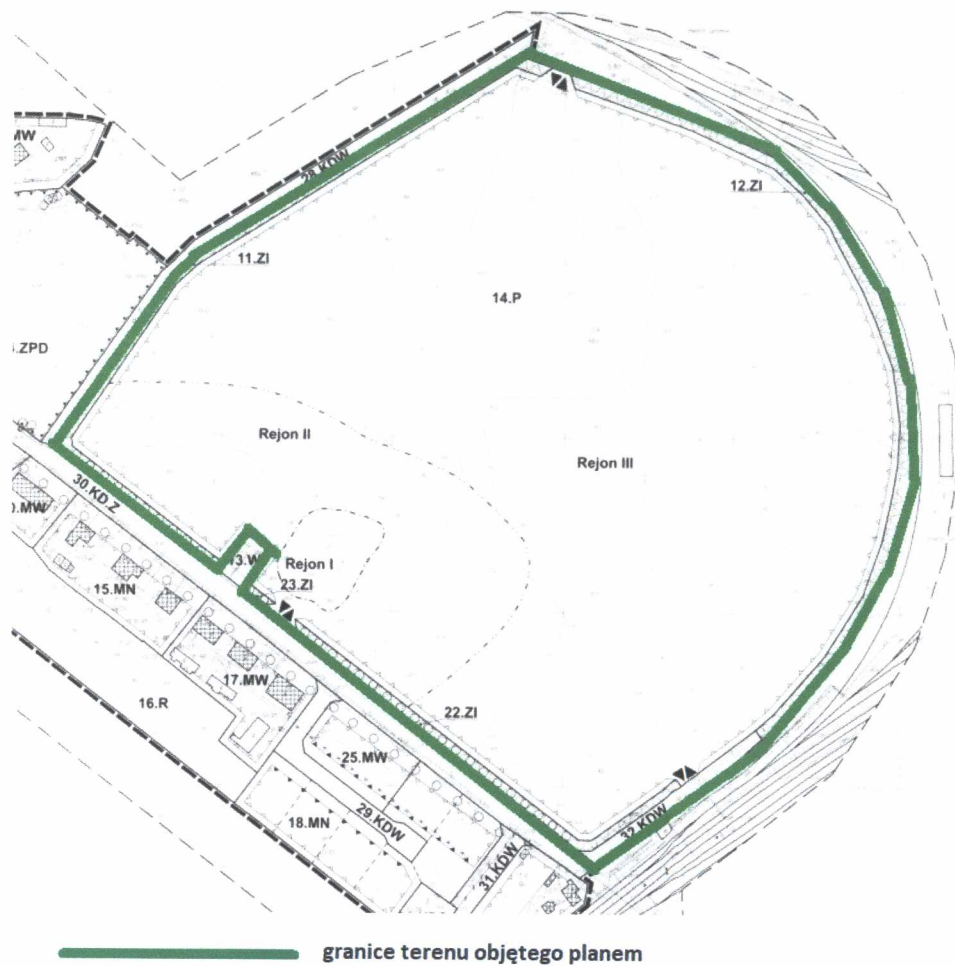 MW
28.KDW
12.ZI
11.ZI
14.P
.ZPD
Rejon II
Rejon III
30.KD.Z
0.MW
13.W
Rejon I
23.ZI
15.MN
17.MW
16.R
22.ZI
25.MW
29.KDW
18.MN
32.KDW
31.KDW
granice terenu objętego planem